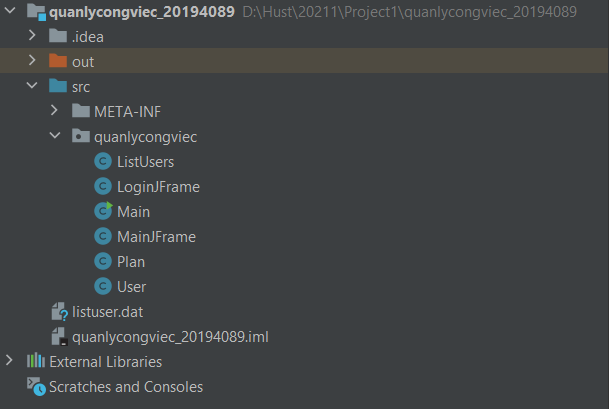 quanlycongviec_20194089 D:\Hust\20211\Project1\quanlycongviec_20194089
.idea
out
src
META-INF
quanlycongviec
C ListUsers
C LoginJFrame
C Main
C MainJFrame
C Plan
C User
listuser.dat
quanlycongviec_20194089.iml
External Libraries
Scratches and Consoles